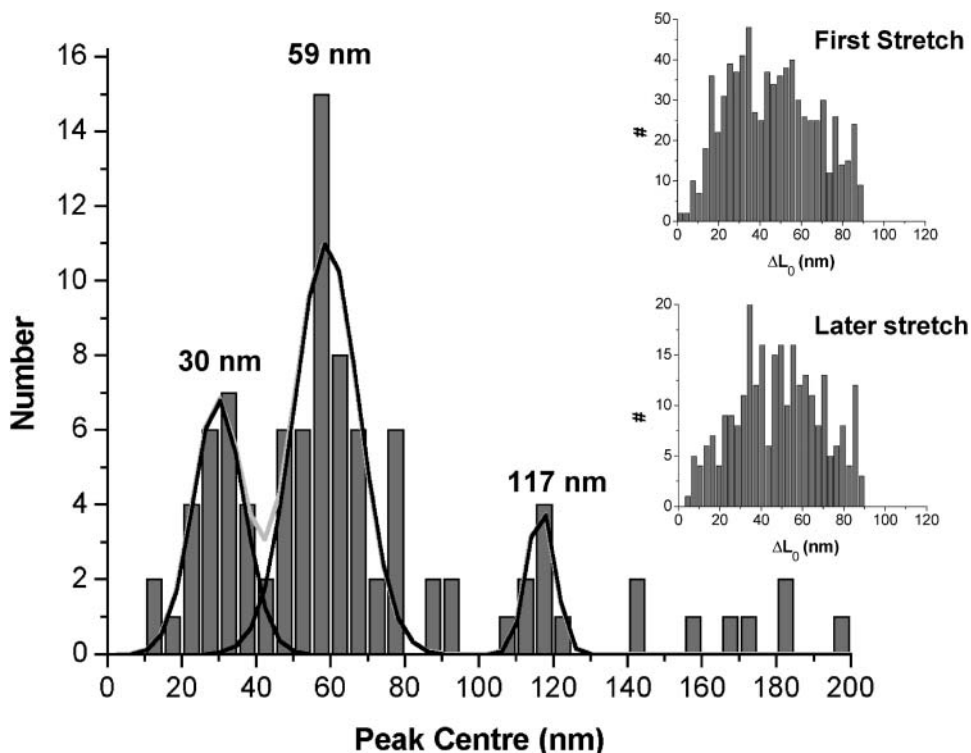 16
14
12
10
8
6
4
2
0
Number
0 20 40 60 80 100 120 140 160 180 200
Peak Centre (nm)
30 nm
59 nm
117 nm
First Stretch
50
40
30
20
10
0
#
0 20 40 60 80 100 120
ΔL₀ (nm)
Later stretch
20
15
10
5
0
#
0 20 40 60 80 100 120
ΔL₀ (nm)